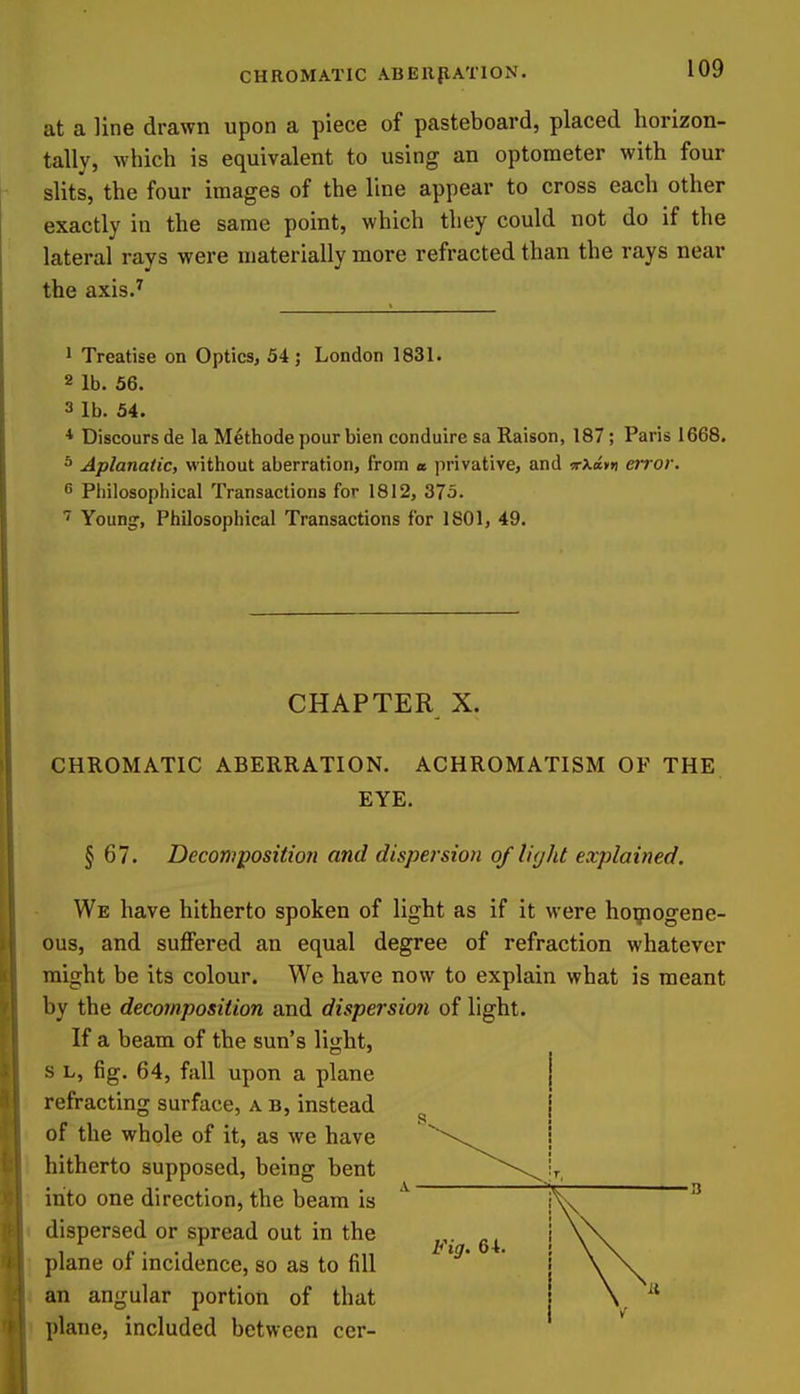 CHROMATIC ABERRATION. 109
at a line drawn upon a piece of pasteboard, placed horizon-
tally, which is equivalent to using an optometer with four
slits, the four images of the line appear to cross each other
exactly in the same point, which they could not do if the
lateral rays were materially more refracted than the rays near
the axis.⁷
¹ Treatise on Optics, 54; London 1831.
² Ib. 56.
³ Ib. 54.
⁴ Discours de la Méthode pour bien conduire sa Raison, 187; Paris 1668.
⁵ Aplanatic, without aberration, from α privative, and πλάνη error.
⁶ Philosophical Transactions for 1812, 375.
⁷ Young, Philosophical Transactions for 1801, 49.
CHAPTER X.
CHROMATIC ABERRATION. ACHROMATISM OF THE
EYE.
§ 67. Decomposition and dispersion of light explained.
We have hitherto spoken of light as if it were homogene-
ous, and suffered an equal degree of refraction whatever
might be its colour. We have now to explain what is meant
by the decomposition and dispersion of light.
If a beam of the sun's light,
S L, fig. 64, fall upon a plane
refracting surface, A B, instead
of the whole of it, as we have
hitherto supposed, being bent
into one direction, the beam is
dispersed or spread out in the
plane of incidence, so as to fill
an angular portion of that
plane, included between cer-
S
L
A B
Fig. 64.
R
V